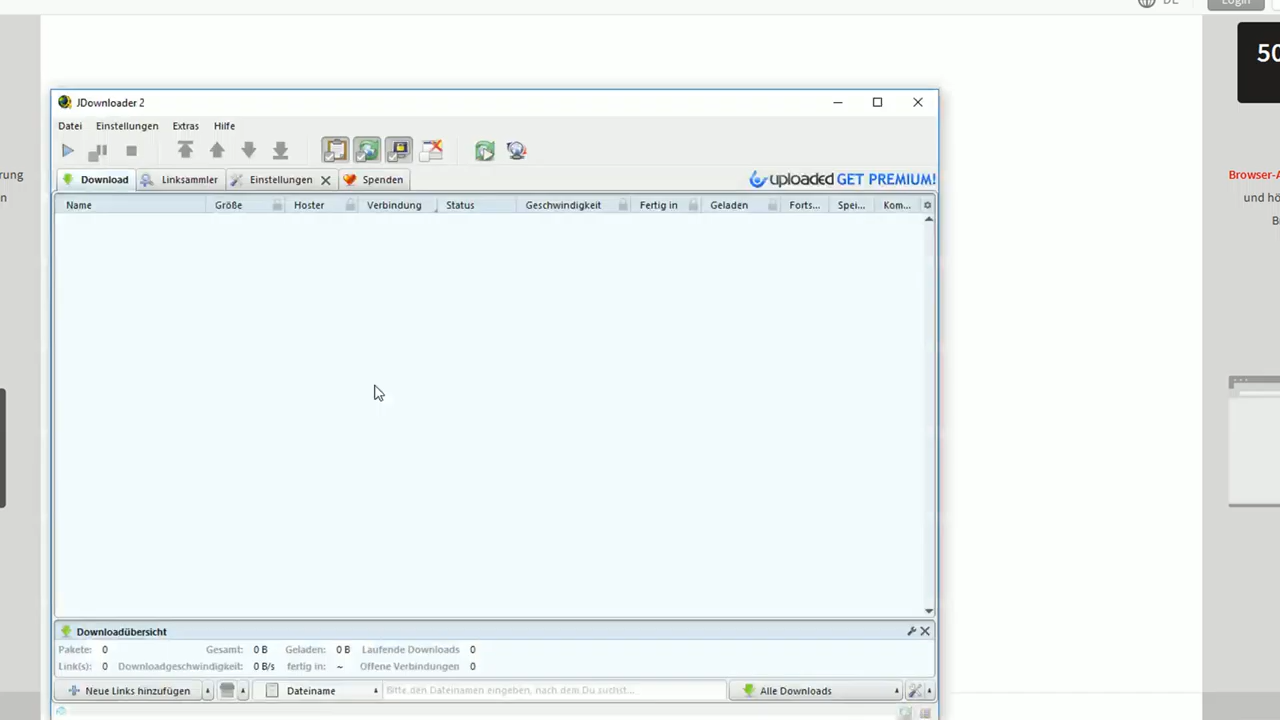 DE Login
50
JDownloader 2
Datei Einstellungen Extras Hilfe
rung
Browser-A
Download Linksammler Einstellungen Spenden uploaded GET PREMIUM!
n
und hö
Name Größe Hoster Verbindung Status Geschwindigkeit Fertig in Geladen Forts... Spei... Kom...
B
Downloadübersicht
Pakete: 0 Gesamt: 0 B Geladen: 0 B Laufende Downloads 0
Link(s): 0 Downloadgeschwindigkeit: 0 B/s fertig in: ~ Offene Verbindungen 0
Neue Links hinzufügen Dateiname Bitte den Dateinamen eingeben, nach dem Du suchst... Alle Downloads